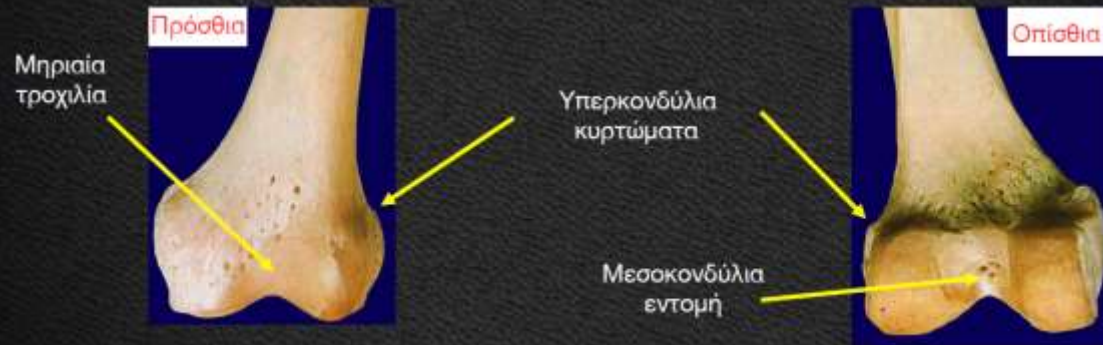 Πρόσθια
Οπίσθια
Μηριαία
τροχιλία
Υπερκονδύλια
κυρτώματα
Μεσοκονδύλια
εντομή